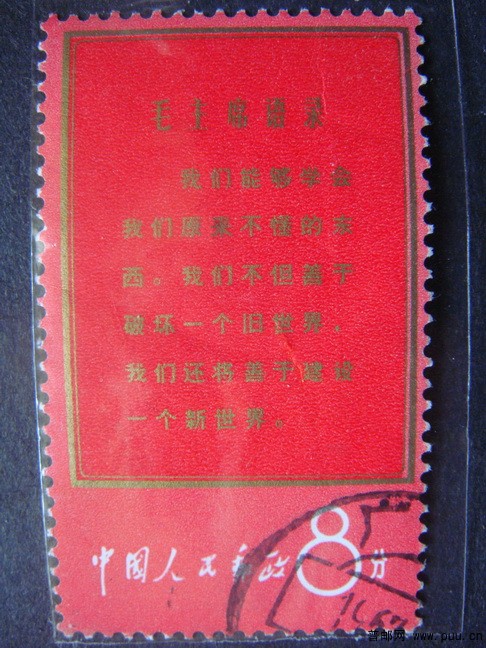 毛主席语录
我们能够学会
我们原来不懂的东
西。我们不但善于
破坏一个旧世界，
我们还将善于建设
一个新世界。
中国人民邮政 8分
普邮网 www.puu.cn